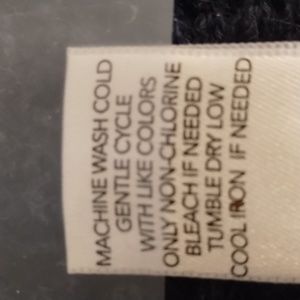 MACHINE WASH COLD
GENTLE CYCLE
WITH LIKE COLORS
ONLY NON-CHLORINE
BLEACH IF NEEDED
TUMBLE DRY LOW
COOL IRON IF NEEDED